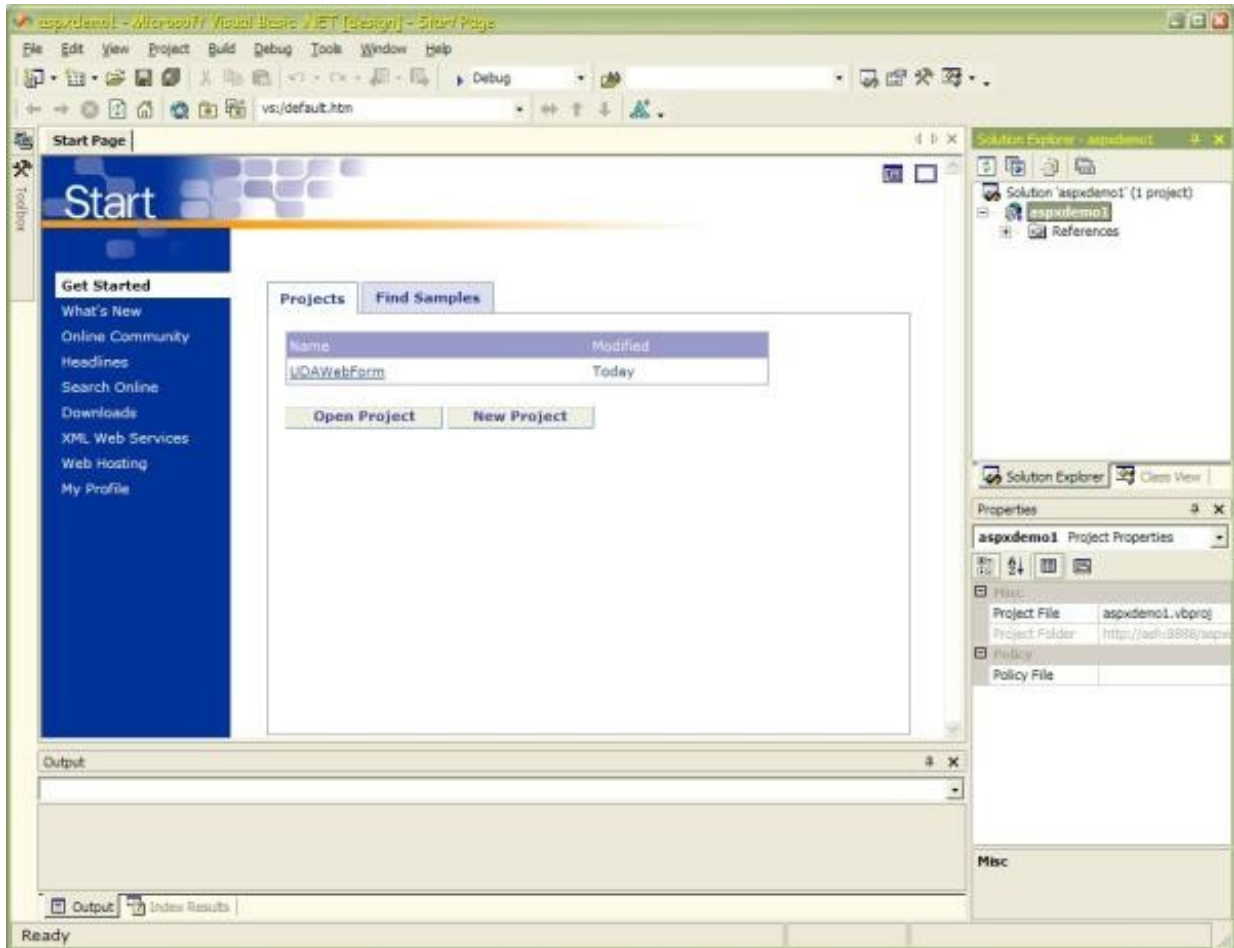 aspxdemo1 - Microsoft Visual Basic .NET [design] - Start Page
File Edit View Project Build Debug Tools Window Help
Debug
vs:/default.htm
Toolbox
Start Page
Start
Get Started
What's New
Online Community
Headlines
Search Online
Downloads
XML Web Services
Web Hosting
My Profile
Projects Find Samples
Name Modified
UDAWebForm Today
Open Project New Project
Solution Explorer - aspxdemo1
Solution 'aspxdemo1' (1 project)
aspxdemo1
References
Solution Explorer Class View
Properties
aspxdemo1 Project Properties
Misc
Project File aspxdemo1.vbproj
Project Folder
Policy
Policy File
Misc
Output
Output Index Results
Ready